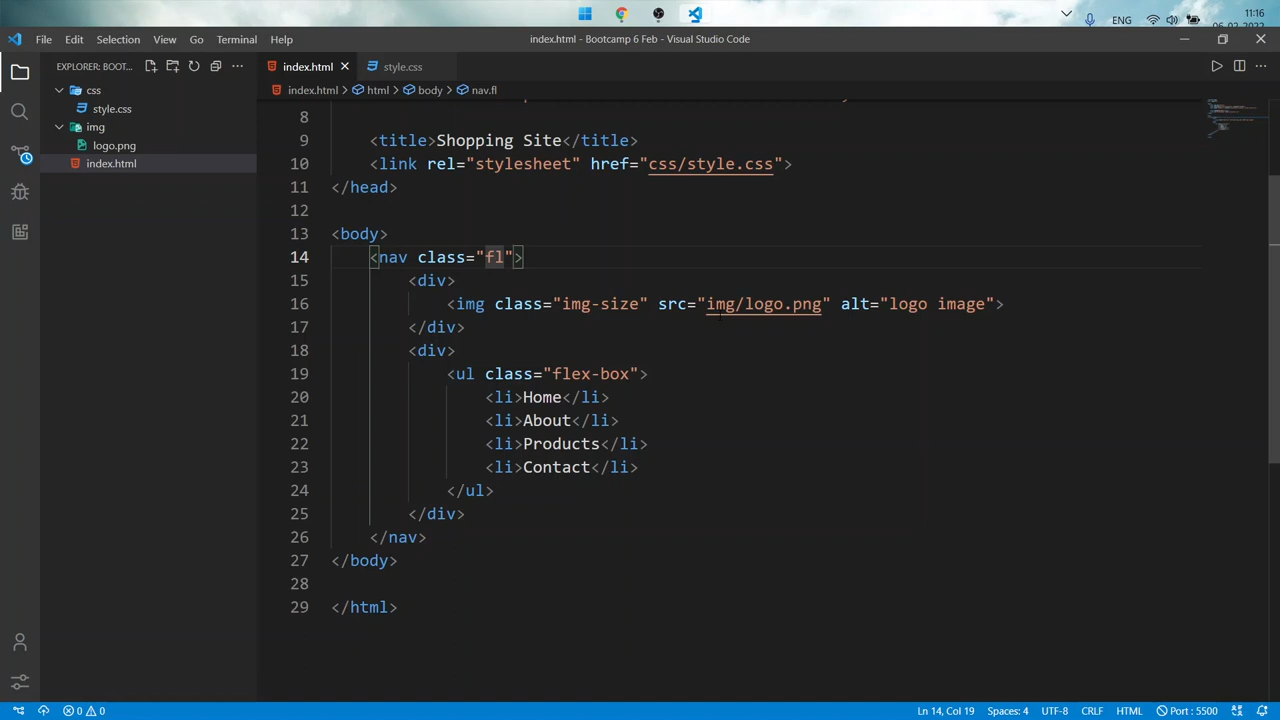 11:16
ENG
06-02-2022
File Edit Selection View Go Terminal Help
index.html - Bootcamp 6 Feb - Visual Studio Code
EXPLORER: BOOT...
index.html
style.css
css
style.css
img
logo.png
index.html
index.html > html > body > nav.fl
8
9 <title>Shopping Site</title>
10 <link rel="stylesheet" href="css/style.css">
11 </head>
12
13 <body>
14 <nav class="fl">
15 <div>
16 <img class="img-size" src="img/logo.png" alt="logo image">
17 </div>
18 <div>
19 <ul class="flex-box">
20 <li>Home</li>
21 <li>About</li>
22 <li>Products</li>
23 <li>Contact</li>
24 </ul>
25 </div>
26 </nav>
27 </body>
28
29 </html>
0 0 Ln 14, Col 19 Spaces: 4 UTF-8 CRLF HTML Port : 5500